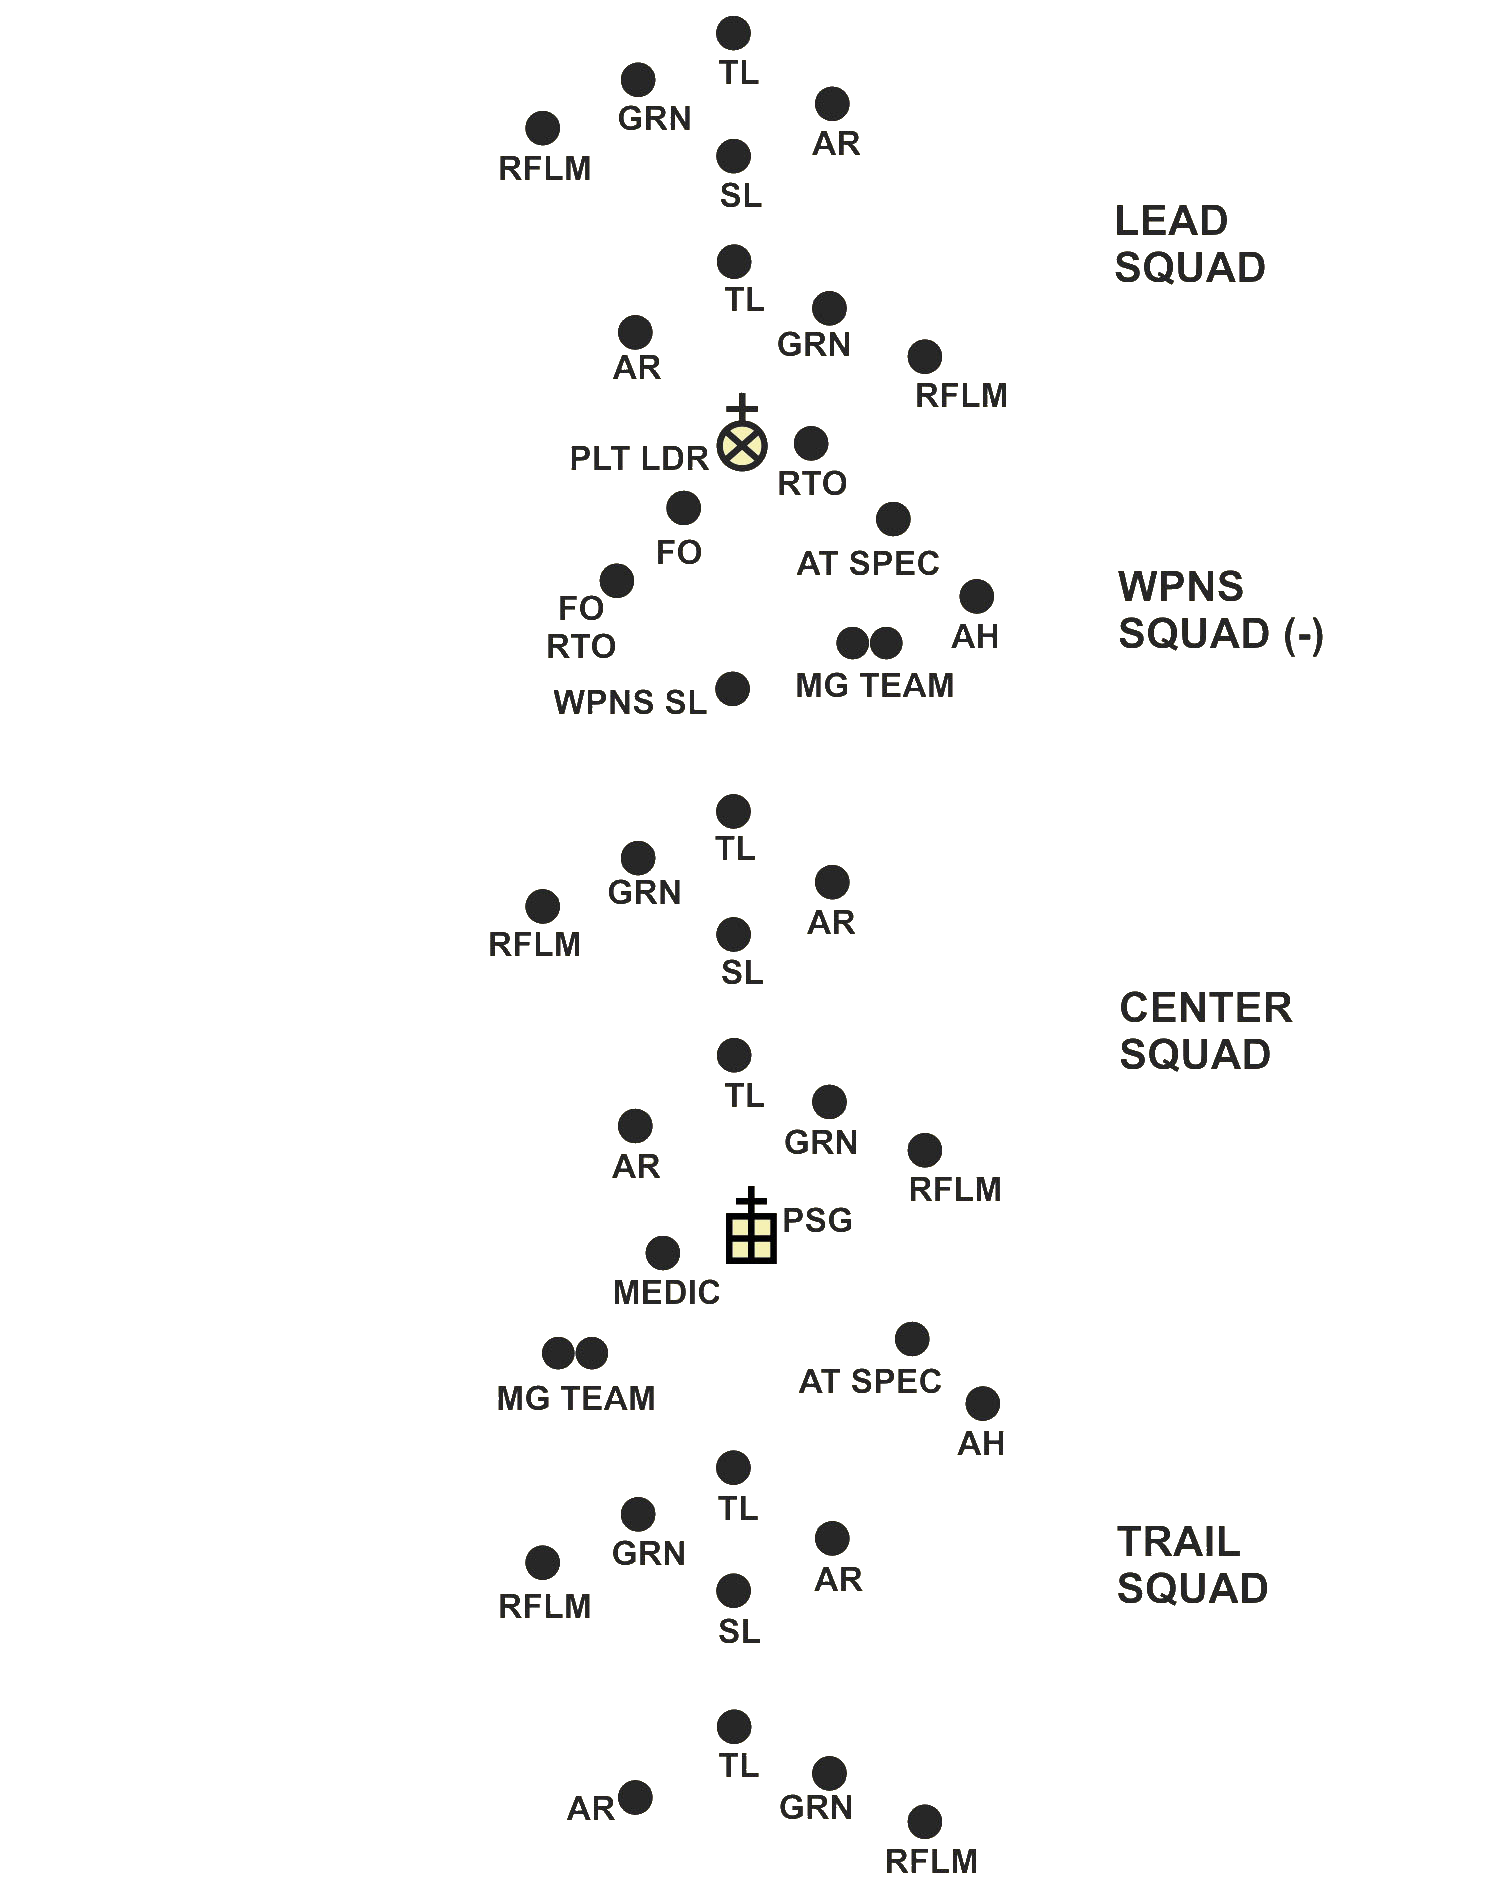 TL
GRN
AR
RFLM
SL
LEAD
SQUAD
TL
GRN
AR
RFLM
PLT LDR
RTO
FO
AT SPEC
FO
RTO
WPNS
SQUAD (-)
AH
MG TEAM
WPNS SL
TL
GRN
AR
RFLM
SL
CENTER
SQUAD
TL
GRN
AR
RFLM
PSG
MEDIC
AT SPEC
MG TEAM
AH
TL
GRN
AR
RFLM
SL
TRAIL
SQUAD
TL
AR
GRN
RFLM